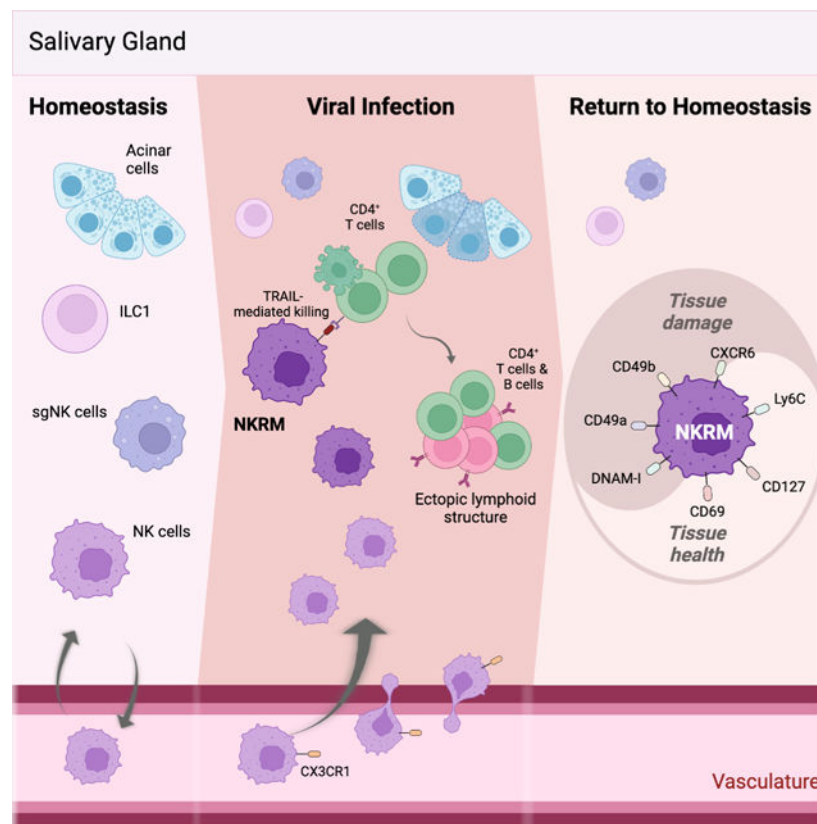 Salivary Gland
Homeostasis
Viral Infection
Return to Homeostasis
Acinar
cells
ILC1
sgNK cells
NK cells
CD4⁺
T cells
TRAIL-
mediated killing
NKRM
CD4⁺
T cells &
B cells
Ectopic lymphoid
structure
CX3CR1
Tissue
damage
CD49b
CXCR6
Ly6C
CD49a
NKRM
DNAM-I
CD127
CD69
Tissue
health
Vasculature